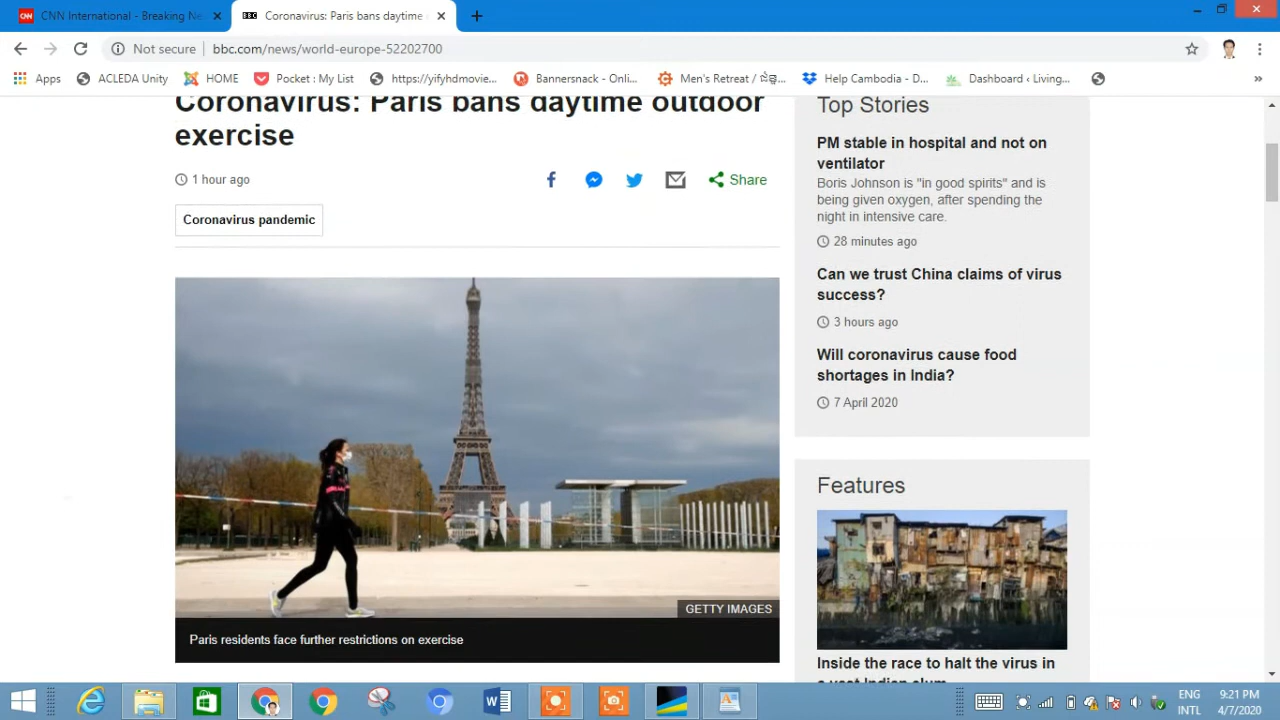 CNN International - Breaking Ne
Coronavirus: Paris bans daytime
Not secure
bbc.com/news/world-europe-52202700
Apps
ACLEDA Unity
HOME
Pocket : My List
https://yifyhdmovie...
Bannersnack - Onli...
Men's Retreat /
Help Cambodia - D...
Dashboard ‹ Living...
»
Coronavirus: Paris bans daytime outdoor
exercise
1 hour ago
Share
Coronavirus pandemic
GETTY IMAGES
Paris residents face further restrictions on exercise
Top Stories
PM stable in hospital and not on
ventilator
Boris Johnson is "in good spirits" and is
being given oxygen, after spending the
night in intensive care.
28 minutes ago
Can we trust China claims of virus
success?
3 hours ago
Will coronavirus cause food
shortages in India?
7 April 2020
Features
Inside the race to halt the virus in
a vast Indian slum
ENG
INTL
9:21 PM
4/7/2020